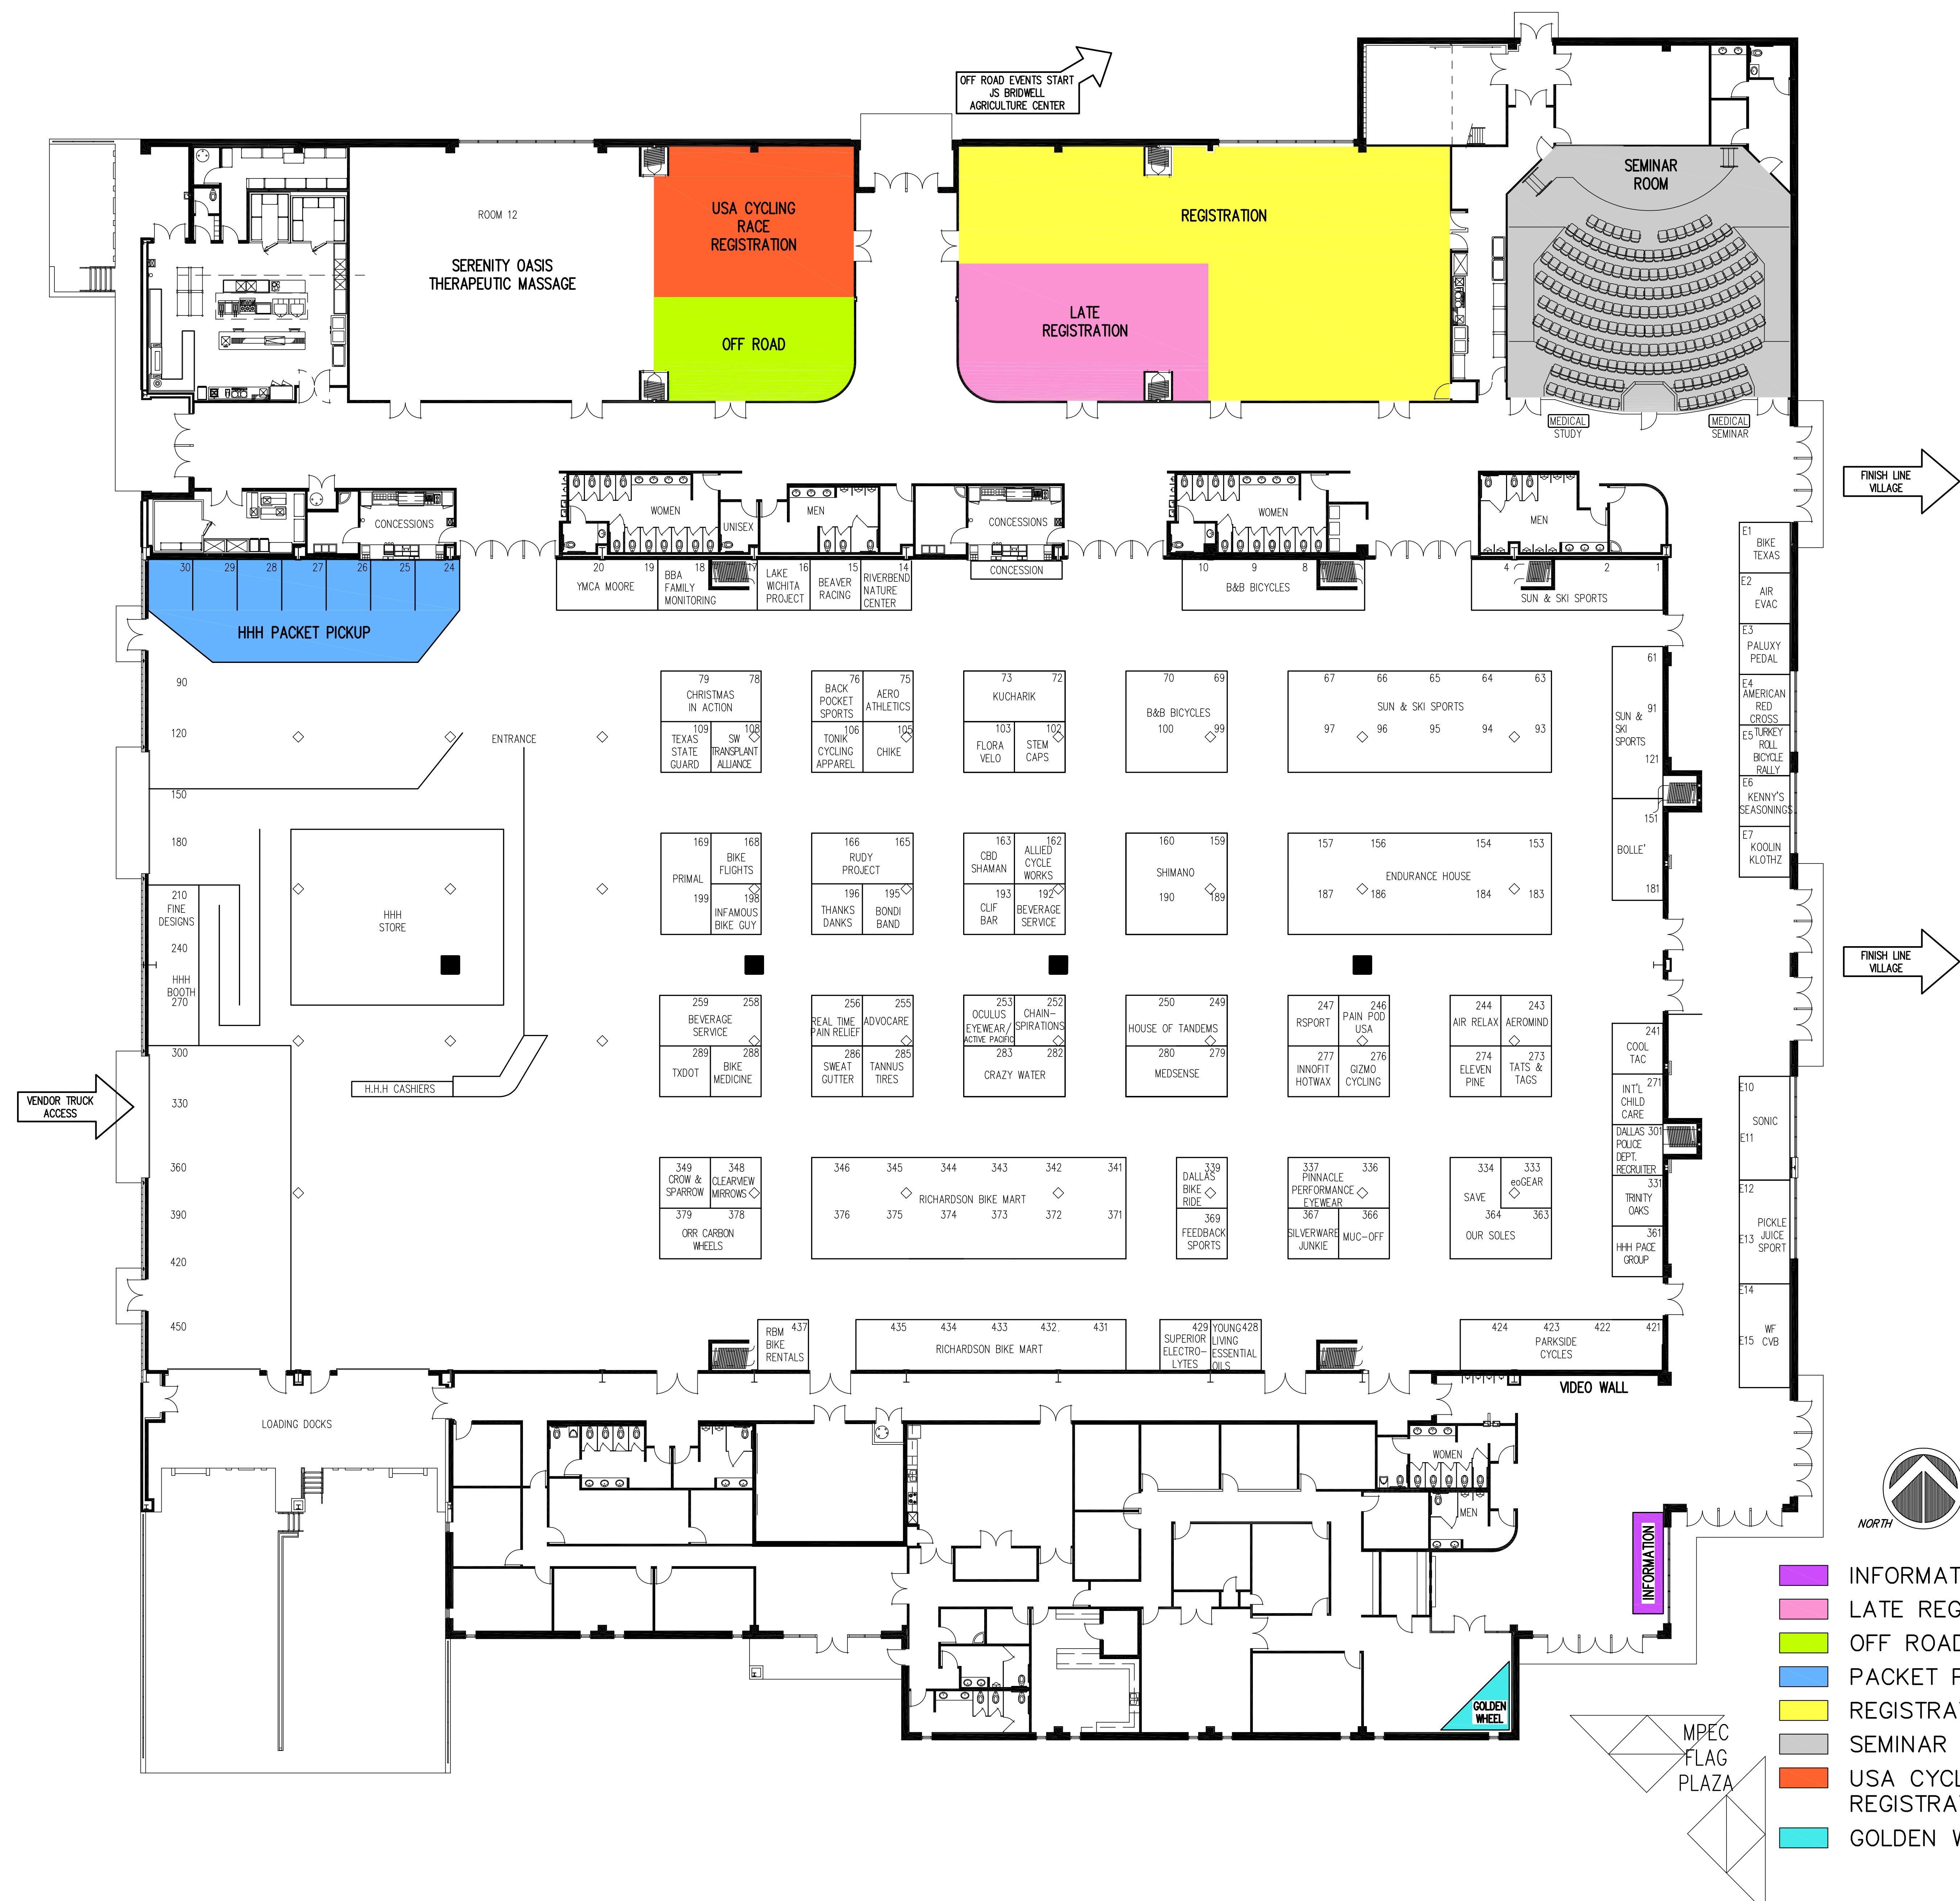 OFF ROAD EVENTS START
JS BRIDWELL
AGRICULTURE CENTER
SEMINAR
ROOM
ROOM 12
SERENITY OASIS
THERAPEUTIC MASSAGE
USA CYCLING
RACE
REGISTRATION
OFF ROAD
REGISTRATION
LATE
REGISTRATION
MEDICAL
STUDY
MEDICAL
SEMINAR
FINISH LINE
VILLAGE
CONCESSIONS
WOMEN
UNISEX
MEN
CONCESSIONS
WOMEN
MEN
30 29 28 27 26 25 24
HHH PACKET PICKUP
20 19
YMCA MOORE
18 17
BBA
FAMILY
MONITORING
16
LAKE
WICHITA
PROJECT
15
BEAVER
RACING
14
RIVERBEND
NATURE
CENTER
CONCESSION
10 9 8
B&B BICYCLES
4 2 1
SUN & SKI SPORTS
E1
BIKE
TEXAS
E2
AIR
EVAC
E3
PALUXY
PEDAL
E4
AMERICAN
RED
CROSS
E5 TURKEY
ROLL
BICYCLE
RALLY
E6
KENNY'S
SEASONINGS
E7
KOOLIN
KLOTHZ
90
120
150
180
ENTRANCE
79 78
CHRISTMAS
IN ACTION
109
TEXAS
STATE
GUARD
108
SW
TRANSPLANT
ALLIANCE
76
BACK
POCKET
SPORTS
75
AERO
ATHLETICS
106
TONIK
CYCLING
APPAREL
105
CHIKE
73 72
KUCHARIK
103
FLORA
VELO
102
STEM
CAPS
70 69
B&B BICYCLES
100 99
67 66 65 64 63
SUN & SKI SPORTS
97 96 95 94 93
61
91
SUN &
SKI
SPORTS
121
151
BOLLE'
181
210
FINE
DESIGNS
240
HHH
BOOTH
270
HHH
STORE
169
PRIMAL
199
168
BIKE
FLIGHTS
198
INFAMOUS
BIKE GUY
166 165
RUDY
PROJECT
196
THANKS
DANKS
195
BONDI
BAND
163
CBD
SHAMAN
162
ALLIED
CYCLE
WORKS
193
CLIF
BAR
192
BEVERAGE
SERVICE
160 159
SHIMANO
190 189
157 156 154 153
ENDURANCE HOUSE
187 186 184 183
FINISH LINE
VILLAGE
300
330
360
390
420
450
VENDOR TRUCK
ACCESS
H.H.H CASHIERS
259 258
BEVERAGE
SERVICE
289
TXDOT
288
BIKE
MEDICINE
256
REAL TIME
PAIN RELIEF
255
ADVOCARE
286
SWEAT
GUTTER
285
TANNUS
TIRES
253
OCULUS
EYEWEAR/
ACTIVE PACIFIC
252
CHAIN-
SPIRATIONS
283 282
CRAZY WATER
250 249
HOUSE OF TANDEMS
280 279
MEDSENSE
247
RSPORT
246
PAIN POD
USA
277
INNOFIT
HOTWAX
276
GIZMO
CYCLING
244
AIR RELAX
243
AEROMIND
274
ELEVEN
PINE
273
TATS &
TAGS
241
COOL
TAC
271
INT'L
CHILD
CARE
DALLAS 301
POLICE
DEPT.
RECRUITER
331
TRINITY
OAKS
361
HHH PACE
GROUP
E10
SONIC
E11
E12
PICKLE
JUICE
E13 SPORT
E14
WF
E15 CVB
349
CROW &
SPARROW
348
CLEARVIEW
MIRROWS
379 378
ORR CARBON
WHEELS
346 345 344 343 342 341
RICHARDSON BIKE MART
376 375 374 373 372 371
339
DALLAS
BIKE
RIDE
369
FEEDBACK
SPORTS
337 336
PINNACLE
PERFORMANCE
EYEWEAR
367
SILVERWARE
JUNKIE
366
MUC-OFF
334
SAVE
333
eoGEAR
364 363
OUR SOLES
RBM 437
BIKE
RENTALS
435 434 433 432. 431
RICHARDSON BIKE MART
429
SUPERIOR
ELECTRO-
LYTES
YOUNG 428
LIVING
ESSENTIAL
OILS
424 423 422 421
PARKSIDE
CYCLES
VIDEO WALL
LOADING DOCKS
WOMEN
MEN
INFORMATION
GOLDEN
WHEEL
NORTH
MPEC
FLAG
PLAZA
INFORMAT
LATE REG
OFF ROAD
PACKET P
REGISTRA
SEMINAR
USA CYCL
REGISTRA
GOLDEN W